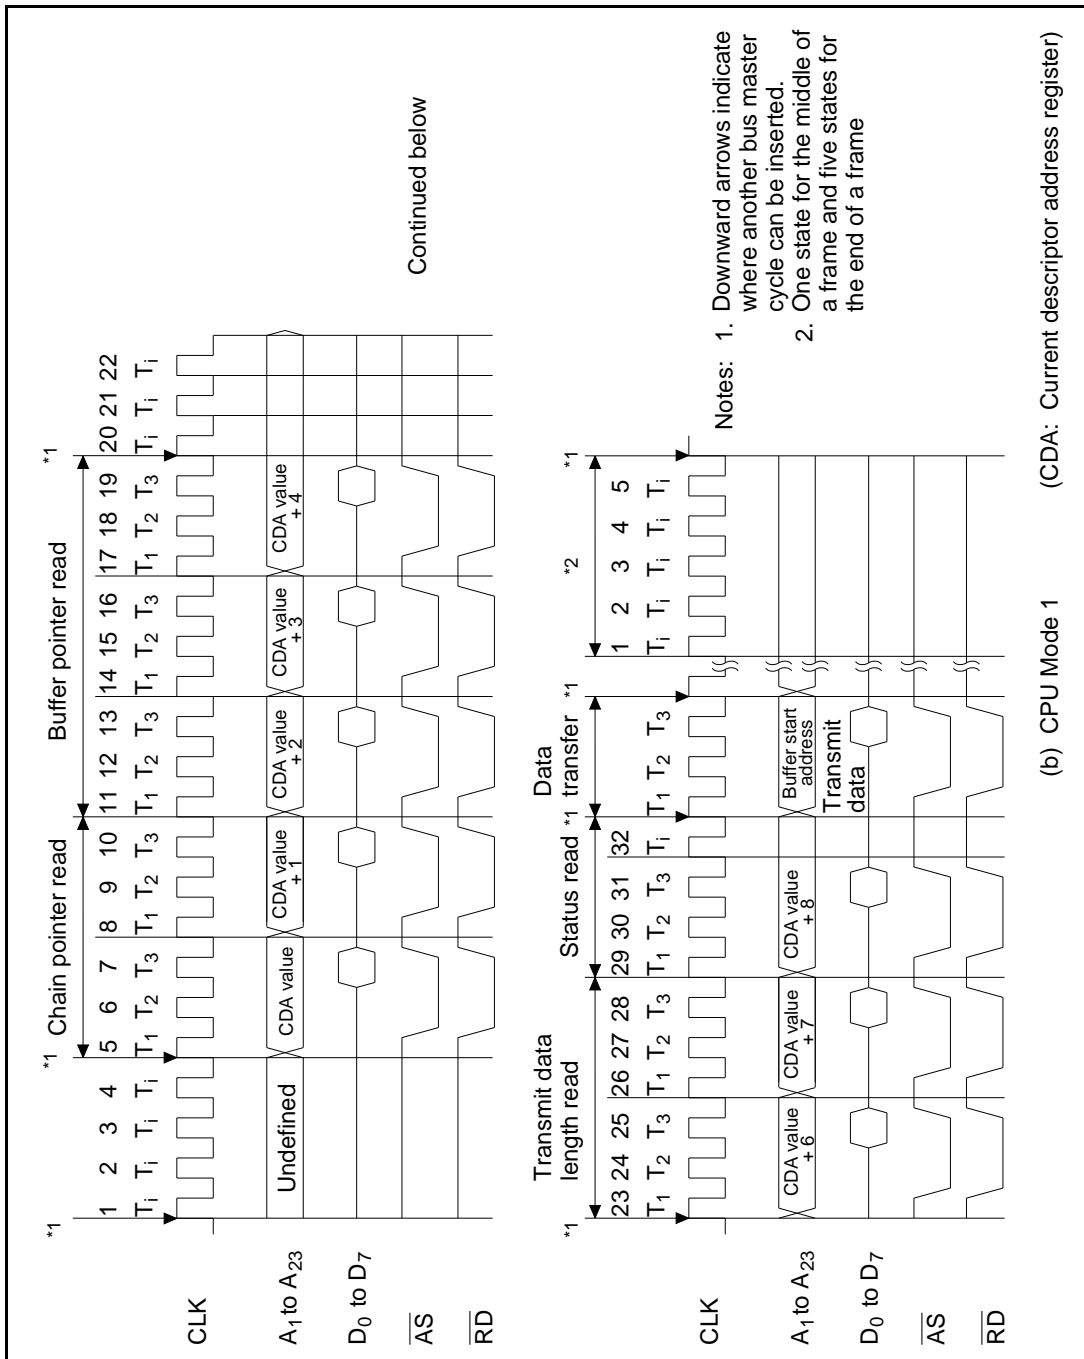 *1 *1 *1
Chain pointer read Buffer pointer read
1 2 3 4 5 6 7 8 9 10 11 12 13 14 15 16 17 18 19 20 21 22
Ti Ti Ti Ti T1 T2 T3 T1 T2 T3 T1 T2 T3 T1 T2 T3 T1 T2 T3 Ti Ti Ti
CLK
A1 to A23
Undefined
CDA value
CDA value
+1
CDA value
+2
CDA value
+3
CDA value
+4
D0 to D7
AS
RD
Continued below
Transmit data
length read
Status read
Data
transfer
*1 *1 *1 *2 *1
23 24 25 26 27 28 29 30 31 32 1 2 3 4 5
T1 T2 T3 T1 T2 T3 T1 T2 T3 Ti T1 T2 T3 Ti Ti Ti Ti Ti
CLK
A1 to A23
CDA value
+6
CDA value
+7
CDA value
+8
Buffer start
address
Transmit
data
D0 to D7
AS
RD
Notes: 1. Downward arrows indicate
where another bus master
cycle can be inserted.
2. One state for the middle of
a frame and five states for
the end of a frame
(b) CPU Mode 1 (CDA: Current descriptor address register)